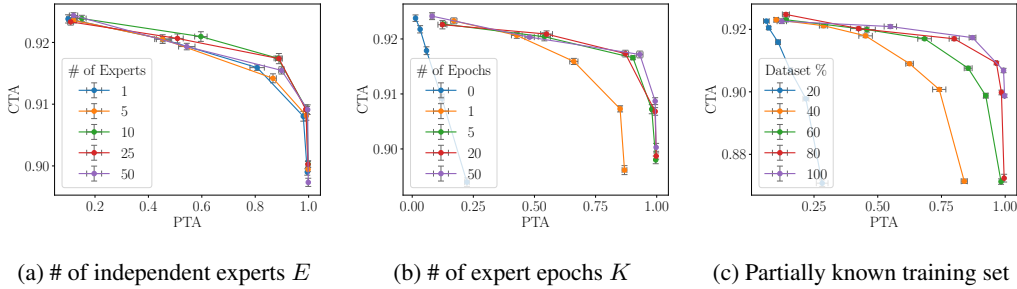 CTA
0.92
0.91
0.90
# of Experts
1
5
10
25
50
0.2 0.4 0.6 0.8 1.0
PTA
(a) # of independent experts E
CTA
0.92
0.91
0.90
# of Epochs
0
1
5
20
50
0.00 0.25 0.50 0.75 1.00
PTA
(b) # of expert epochs K
CTA
0.92
0.90
0.88
Dataset %
20
40
60
80
100
0.25 0.50 0.75 1.00
PTA
(c) Partially known training set